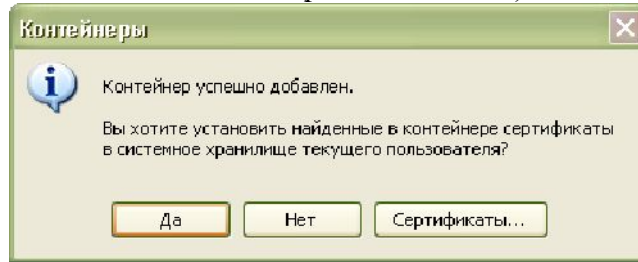 Контейнеры
Контейнер успешно добавлен.
Вы хотите установить найденные в контейнере сертификаты
в системное хранилище текущего пользователя?
Да Нет Сертификаты...